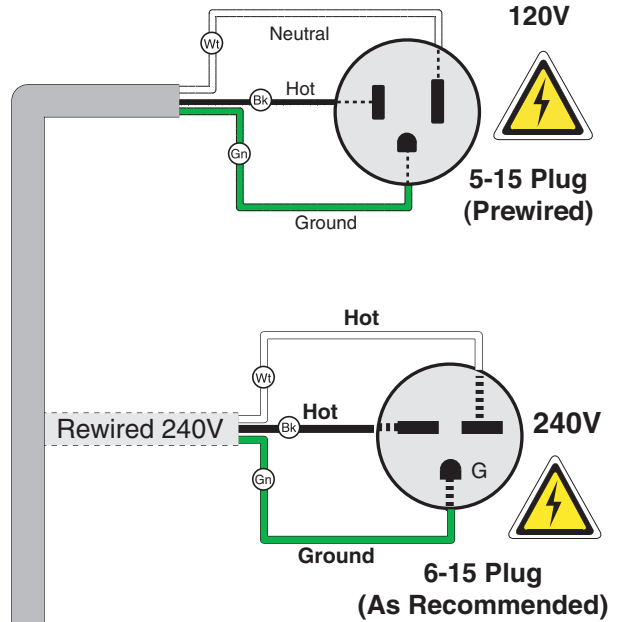 120V
Wt
Neutral
Bk
Hot
Gn
Ground
5-15 Plug
(Prewired)
Hot
Wt
Rewired 240V
Bk
Hot
240V
G
Gn
Ground
6-15 Plug
(As Recommended)